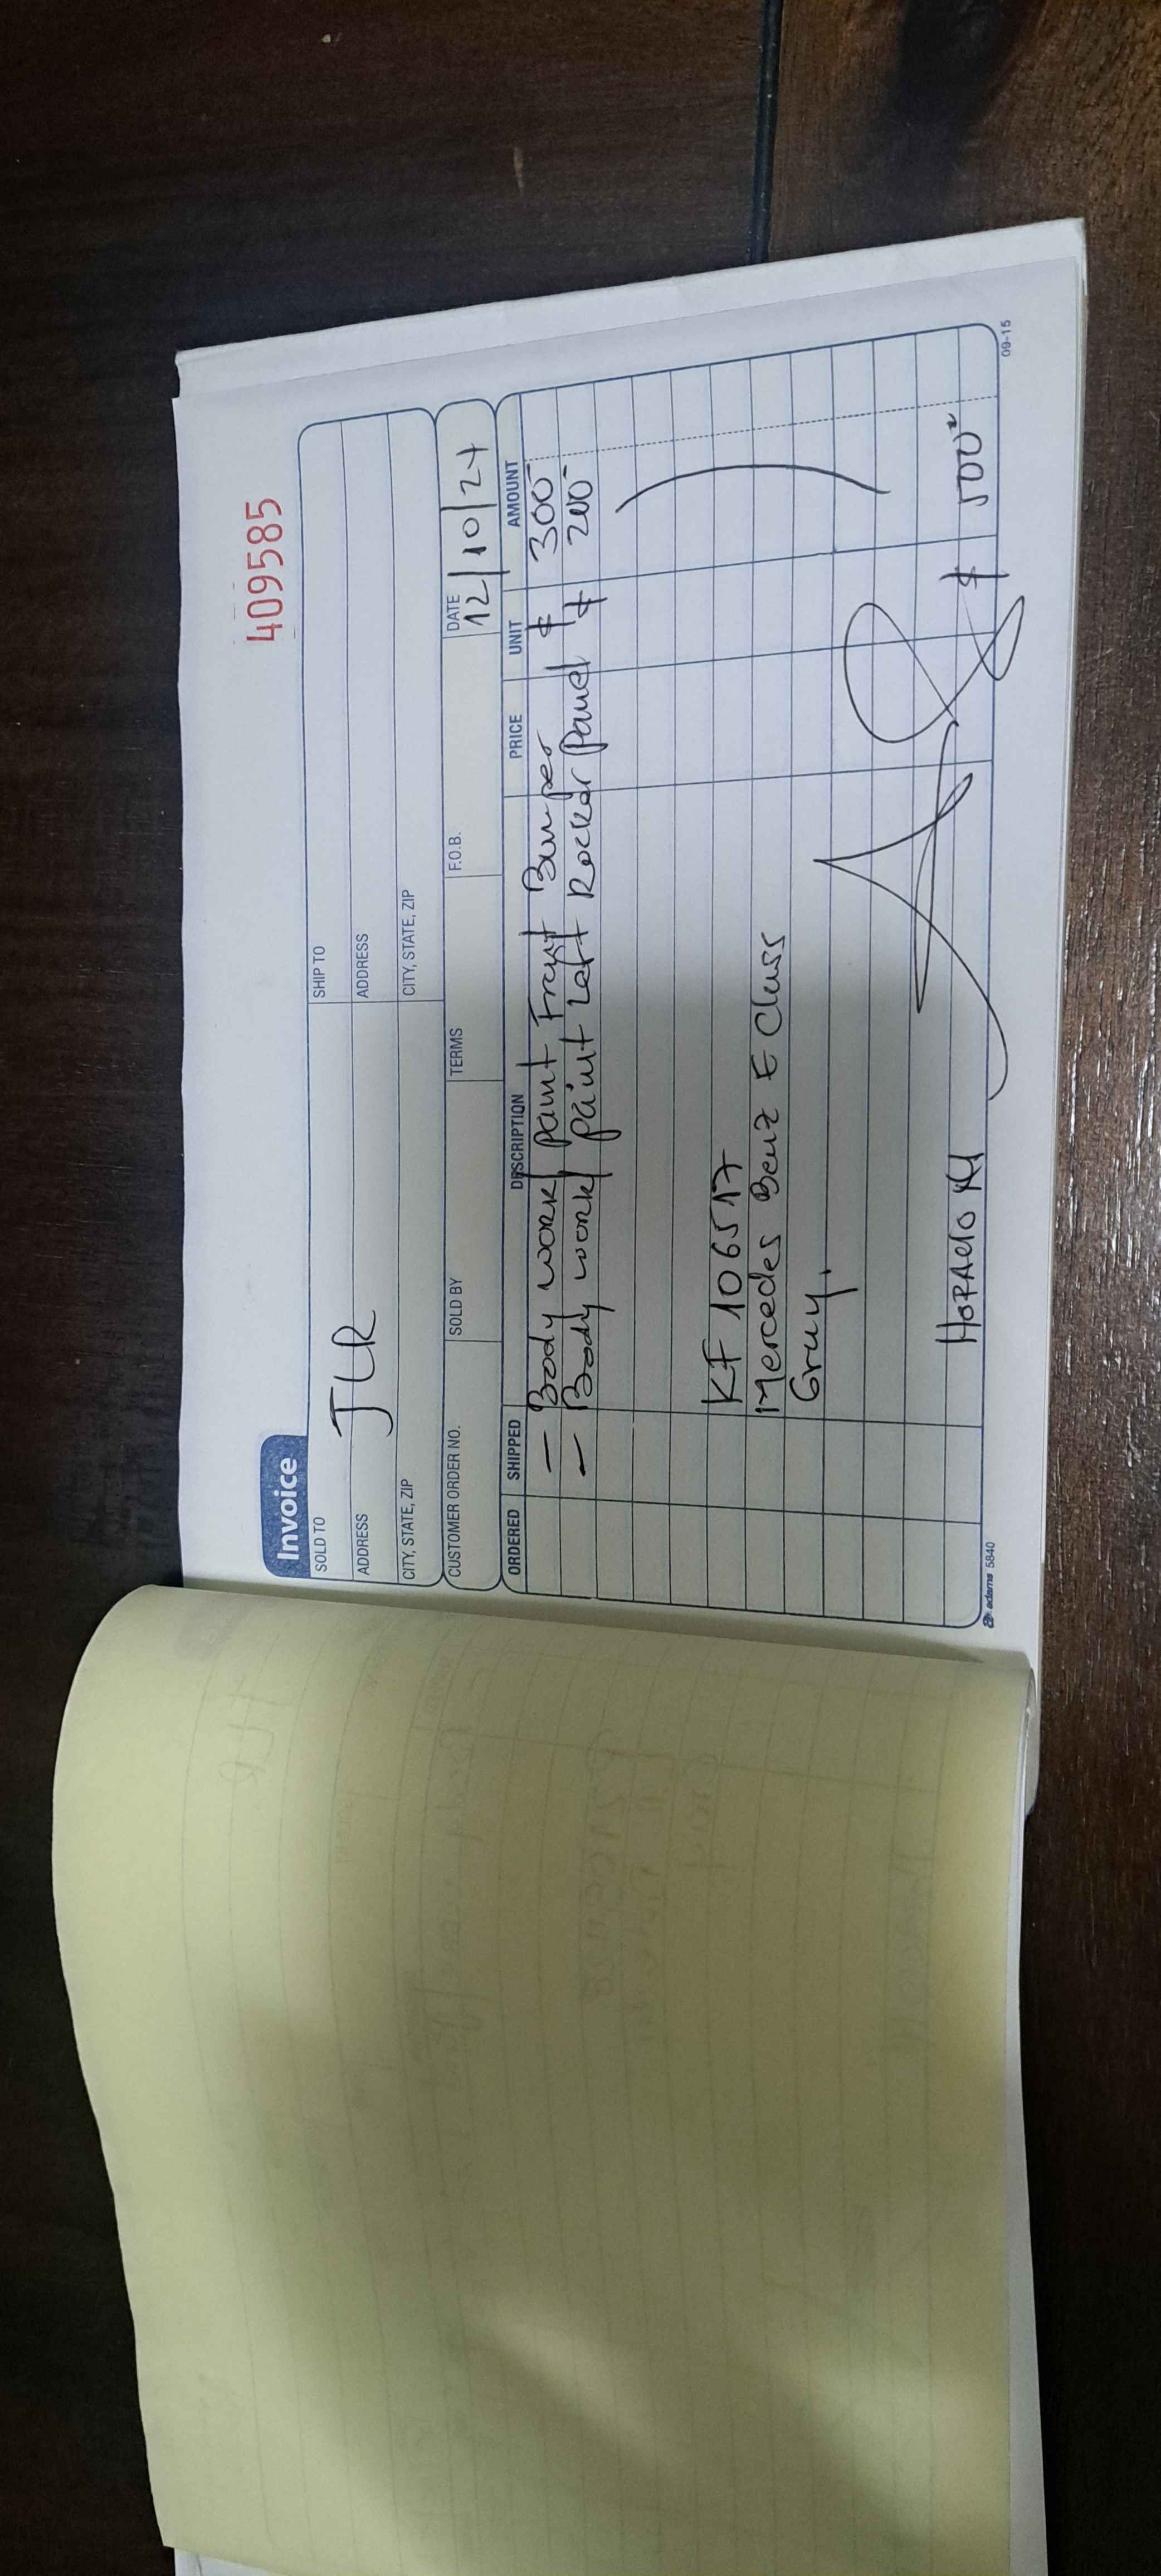 409585
Invoice
SOLD TO
SHIP TO
JLR
ADDRESS
ADDRESS
CITY, STATE, ZIP
CITY, STATE, ZIP
CUSTOMER ORDER NO.
SOLD BY
TERMS
F.O.B.
DATE
12/10/24
ORDERED SHIPPED DESCRIPTION PRICE UNIT AMOUNT
- Body work/paint Front Bumper $ 300-
- Body work/paint Left Rocker Panel $ 200-
KF 106517
Mercedes Benz E Class
Gray.
HORACIO M $ 500
adams 5840
09-15